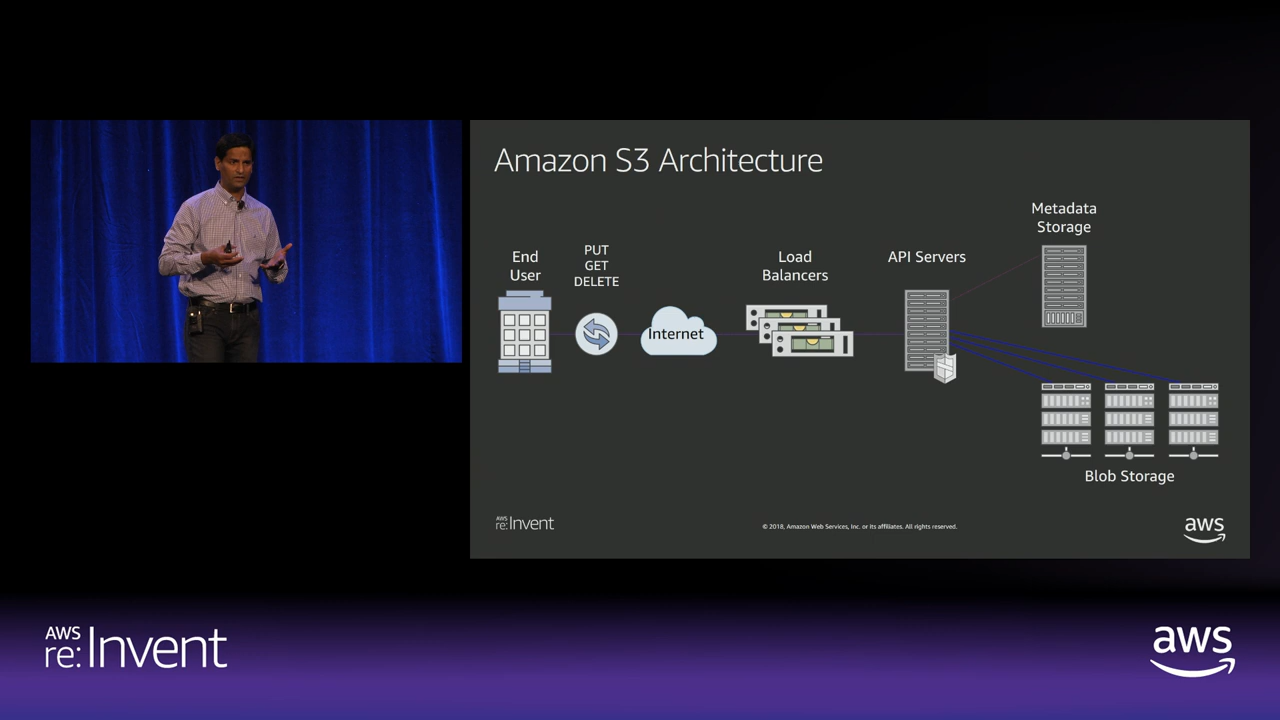 Amazon S3 Architecture
Metadata
Storage
End
User
PUT
GET
DELETE
Internet
Load
Balancers
API Servers
Blob Storage
AWS
re:Invent
© 2018, Amazon Web Services, Inc. or its affiliates. All rights reserved.
aws
AWS
re:Invent
aws